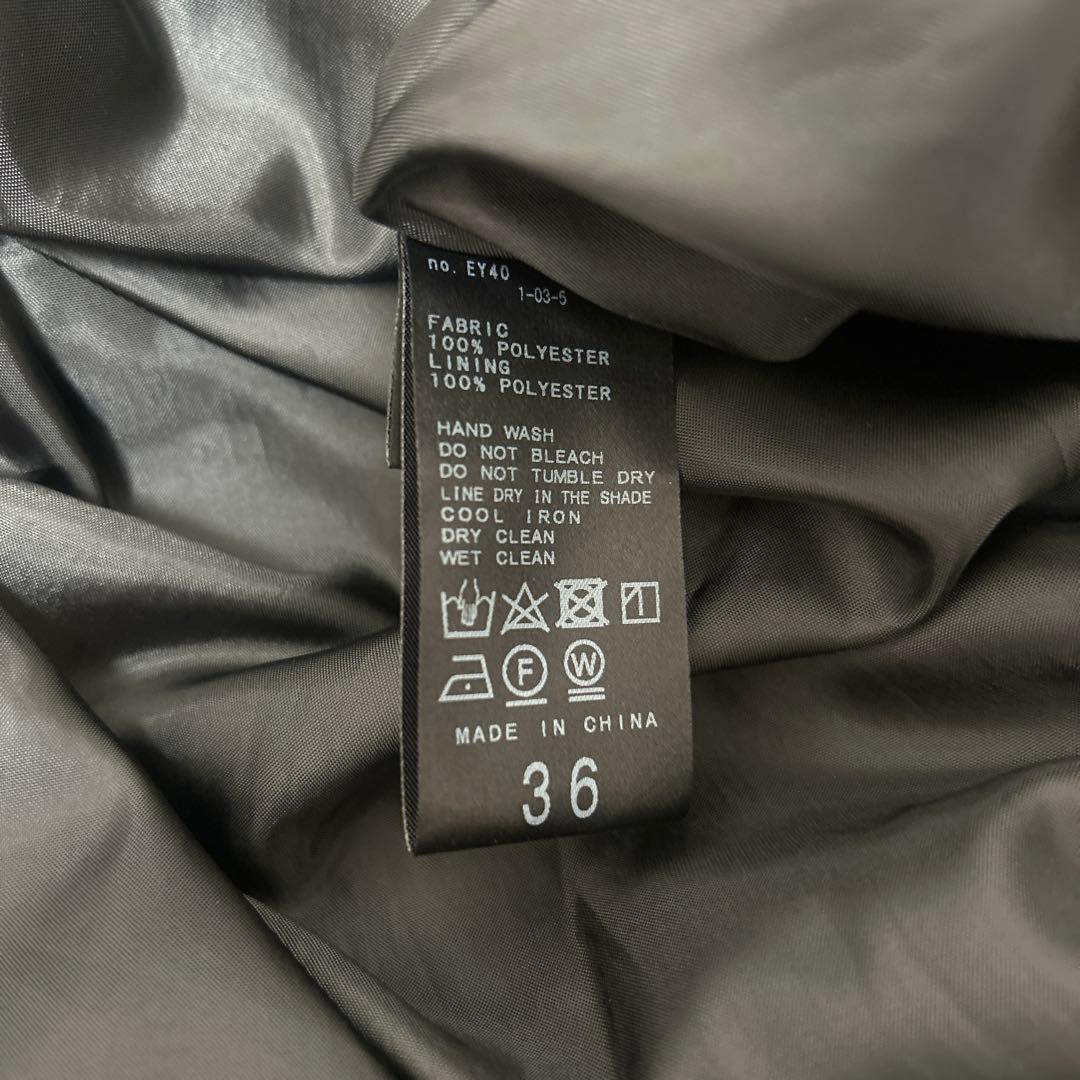 no. EY40
1-03-5
FABRIC
100% POLYESTER
LINING
100% POLYESTER
HAND WASH
DO NOT BLEACH
DO NOT TUMBLE DRY
LINE DRY IN THE SHADE
COOL IRON
DRY CLEAN
WET CLEAN
F W
MADE IN CHINA
36